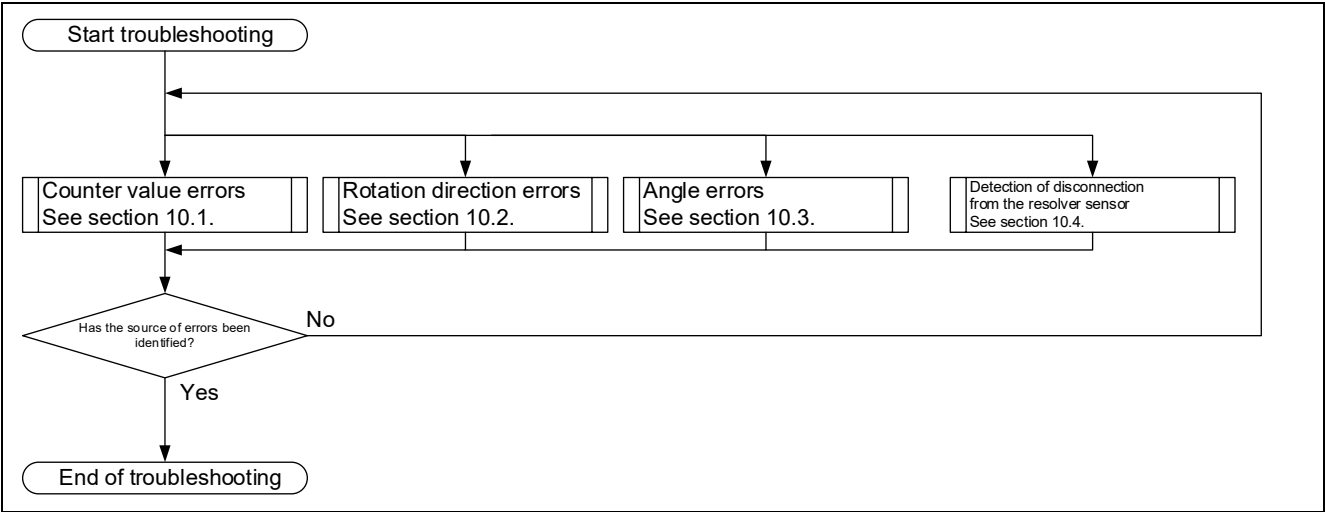 Start troubleshooting
Counter value errors
See section 10.1.
Rotation direction errors
See section 10.2.
Angle errors
See section 10.3.
Detection of disconnection
from the resolver sensor
See section 10.4.
Has the source of errors been
identified?
No
Yes
End of troubleshooting